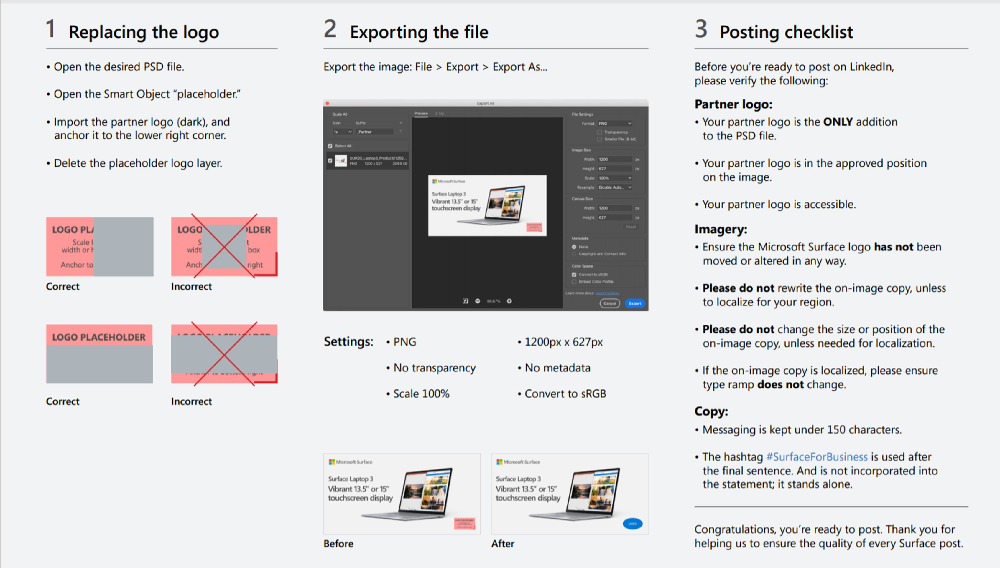 1 Replacing the logo
• Open the desired PSD file.
• Open the Smart Object “placeholder.”
• Import the partner logo (dark), and
anchor it to the lower right corner.
• Delete the placeholder logo layer.
LOGO PLA
Scale l
width or h
Anchor to
Correct
LOGO LDER
S t
widt box
Anch right
Incorrect
LOGO PLACEHOLDER
Correct
Incorrect
2 Exporting the file
Export the image: File > Export > Export As...
Export As
Scale All
Size: Suffix: +
1x _Partner
Select All
SUR20_Laptop3_Product01292...
PNG 1200 x 627 264.9 KB
Preview 2-Up
Microsoft Surface
Surface Laptop 3
Vibrant 13.5” or 15”
touchscreen display
66.67%
File Settings
Format: PNG
Transparency
Smaller File (8-bit)
Image Size
Width: 1200 px
Height: 627 px
Scale: 100%
Resample: Bicubic Auto...
Canvas Size
Width: 1200 px
Height: 627 px
Reset
Metadata
None
Copyright and Contact Info
Color Space
Convert to sRGB
Embed Color Profile
Learn more about export options.
Cancel Export
Settings: • PNG • 1200px x 627px
• No transparency • No metadata
• Scale 100% • Convert to sRGB
Microsoft Surface
Surface Laptop 3
Vibrant 13.5” or 15”
touchscreen display
LOGO PLACEHOLDER
Before
Microsoft Surface
Surface Laptop 3
Vibrant 13.5” or 15”
touchscreen display
LOGO
After
3 Posting checklist
Before you’re ready to post on LinkedIn,
please verify the following:
Partner logo:
• Your partner logo is the ONLY addition
to the PSD file.
• Your partner logo is in the approved position
on the image.
• Your partner logo is accessible.
Imagery:
• Ensure the Microsoft Surface logo has not been
moved or altered in any way.
• Please do not rewrite the on-image copy, unless
to localize for your region.
• Please do not change the size or position of the
on-image copy, unless needed for localization.
• If the on-image copy is localized, please ensure
type ramp does not change.
Copy:
• Messaging is kept under 150 characters.
• The hashtag #SurfaceForBusiness is used after
the final sentence. And is not incorporated into
the statement; it stands alone.
Congratulations, you’re ready to post. Thank you for
helping us to ensure the quality of every Surface post.